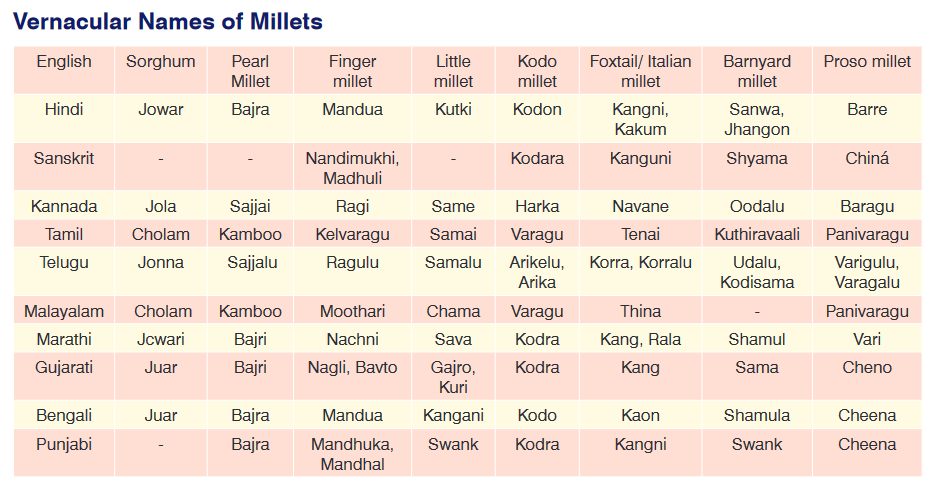 Vernacular Names of Millets
English Sorghum Pearl Millet Finger millet Little millet Kodo millet Foxtail/ Italian millet Barnyard millet Proso millet
Hindi Jowar Bajra Mandua Kutki Kodon Kangni, Kakum Sanwa, Jhangon Barre
Sanskrit - - Nandimukhi, Madhuli - Kodara Kanguni Shyama Chiná
Kannada Jola Sajjai Ragi Same Harka Navane Oodalu Baragu
Tamil Cholam Kamboo Kelvaragu Samai Varagu Tenai Kuthiravaali Panivaragu
Telugu Jonna Sajjalu Ragulu Samalu Arikelu, Arika Korra, Korralu Udalu, Kodisama Varigulu, Varagalu
Malayalam Cholam Kamboo Moothari Chama Varagu Thina - Panivaragu
Marathi Jcwari Bajri Nachni Sava Kodra Kang, Rala Shamul Vari
Gujarati Juar Bajri Nagli, Bavto Gajro, Kuri Kodra Kang Sama Cheno
Bengali Juar Bajra Mandua Kangani Kodo Kaon Shamula Cheena
Punjabi - Bajra Mandhuka, Mandhal Swank Kodra Kangni Swank Cheena